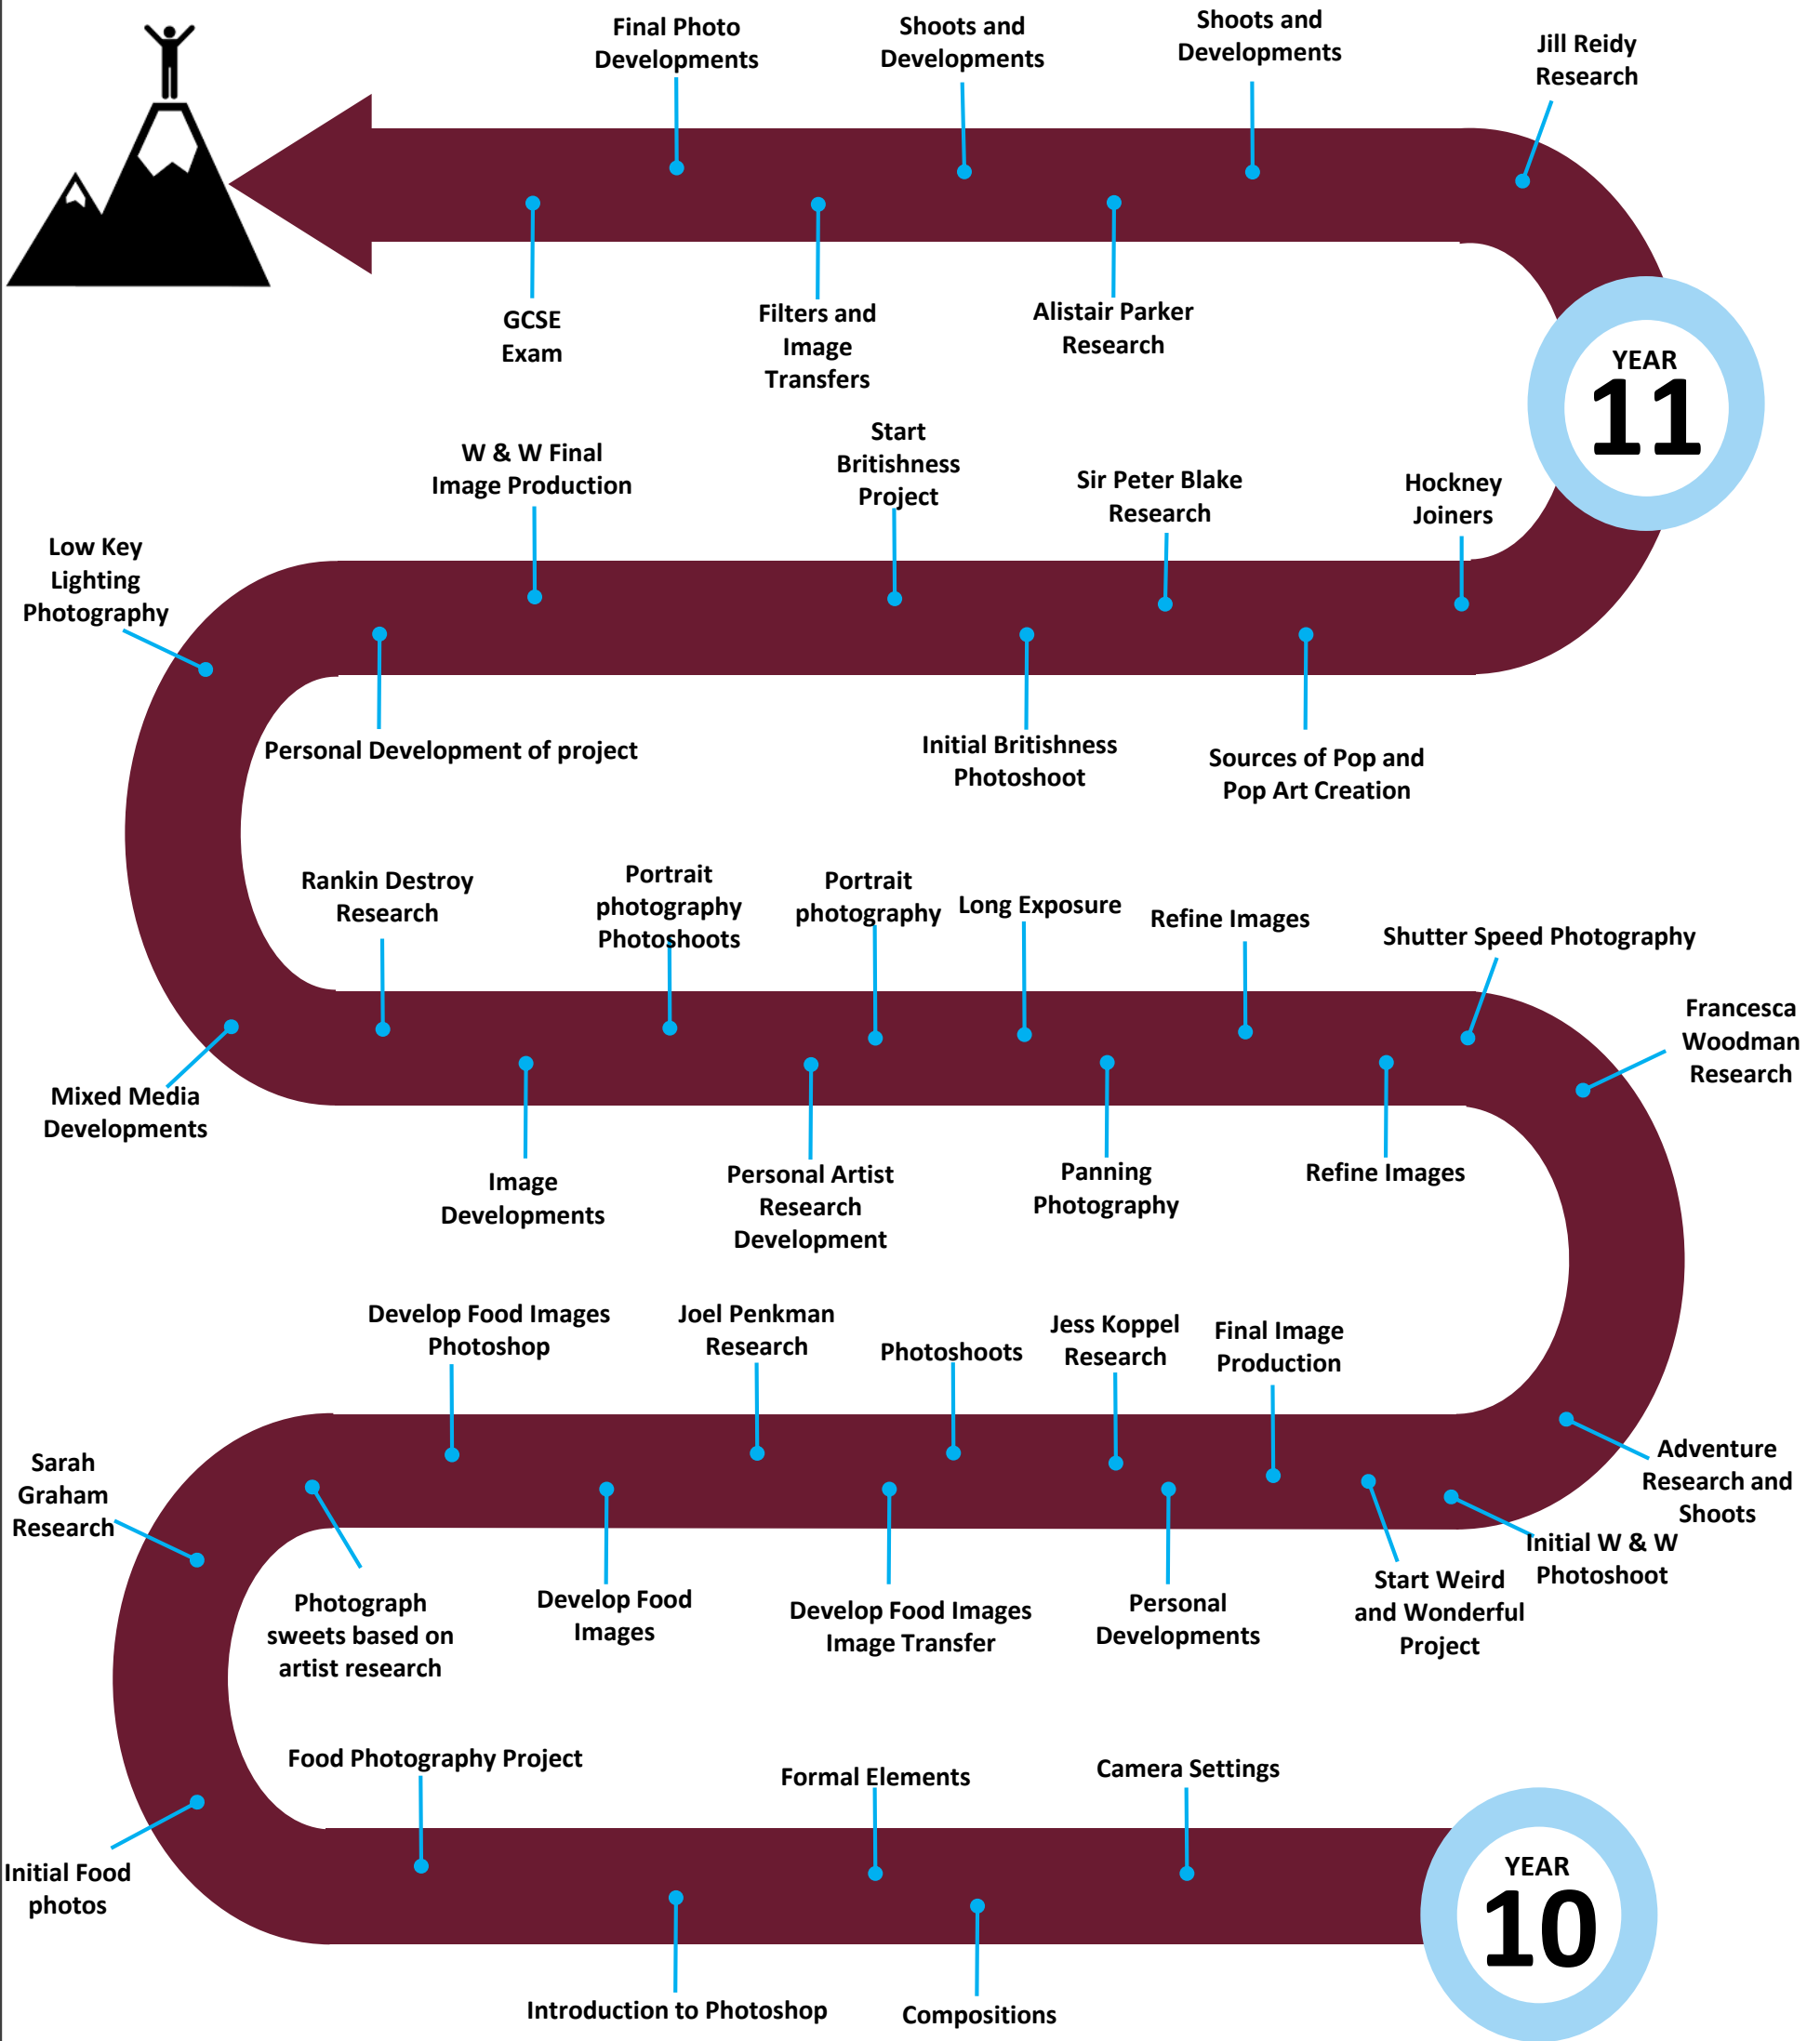 Final Photo
Developments
Shoots and
Developments
Shoots and
Developments
Jill Reidy
Research
GCSE
Exam
Filters and
Image
Transfers
Alistair Parker
Research
YEAR
11
W & W Final
Image Production
Start
Britishness
Project
Sir Peter Blake
Research
Hockney
Joiners
Low Key
Lighting
Photography
Personal Development of project
Initial Britishness
Photoshoot
Sources of Pop and
Pop Art Creation
Rankin Destroy
Research
Portrait
photography
Photoshoots
Portrait
photography
Long Exposure
Refine Images
Shutter Speed Photography
Francesca
Woodman
Research
Mixed Media
Developments
Image
Developments
Personal Artist
Research
Development
Panning
Photography
Refine Images
Develop Food Images
Photoshop
Joel Penkman
Research
Photoshoots
Jess Koppel
Research
Final Image
Production
Sarah
Graham
Research
Adventure
Research and
Shoots
Photograph
sweets based on
artist research
Develop Food
Images
Develop Food Images
Image Transfer
Personal
Developments
Start Weird
and Wonderful
Project
Initial W & W
Photoshoot
Food Photography Project
Formal Elements
Camera Settings
Initial Food
photos
YEAR
10
Introduction to Photoshop
Compositions